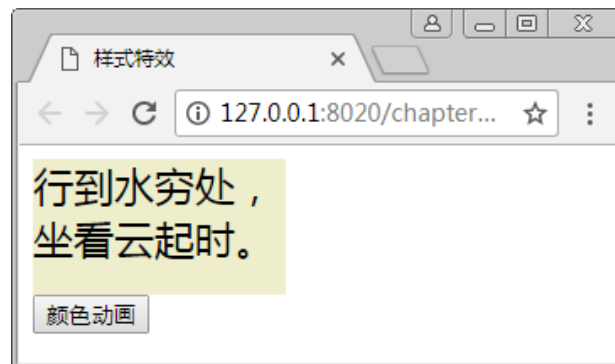 样式特效
127.0.0.1:8020/chapter...
行到水穷处，
坐看云起时。
颜色动画